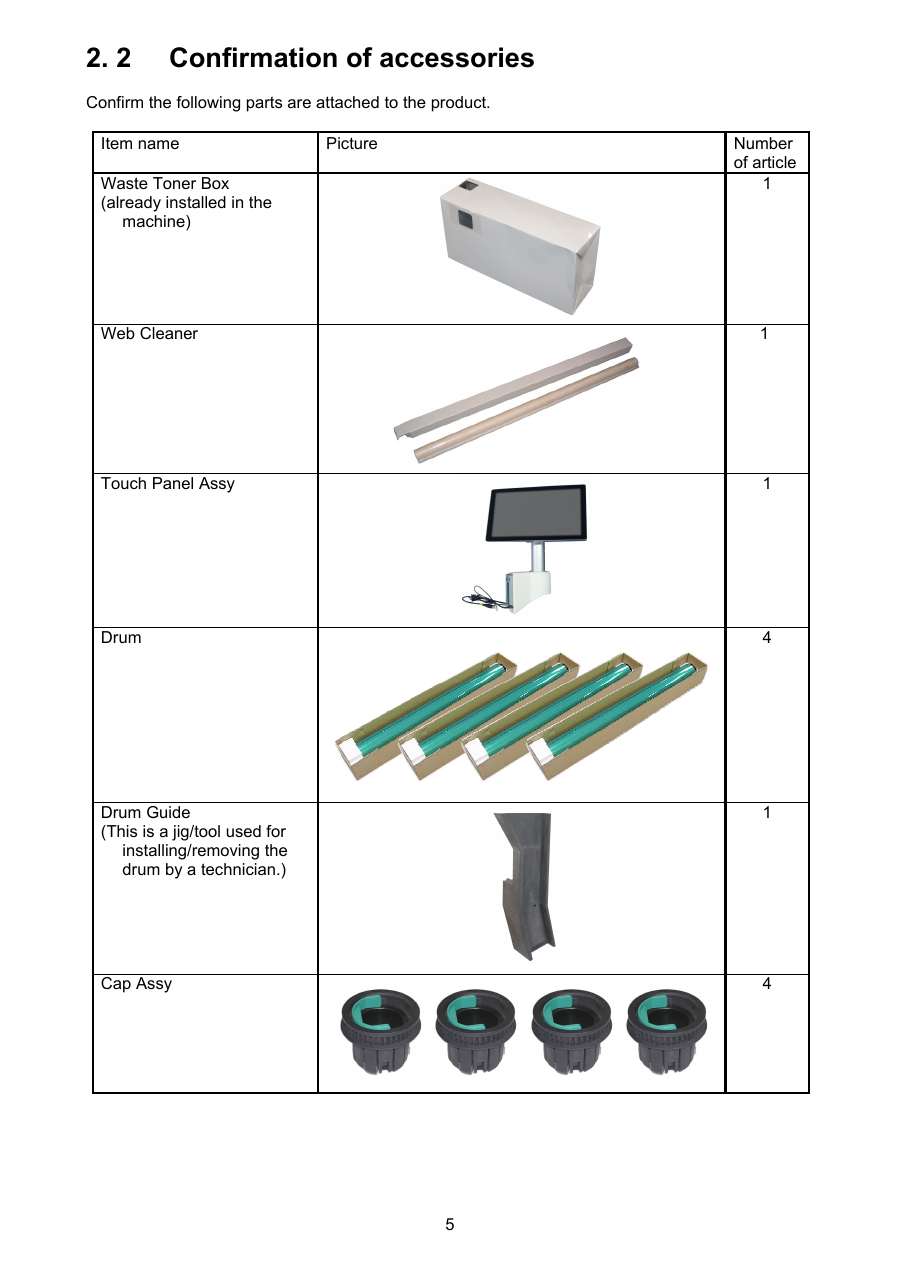 2. 2 Confirmation of accessories
Confirm the following parts are attached to the product.
Item name
Picture
Number
of article
Waste Toner Box
(already installed in the
machine)
1
Web Cleaner
1
Touch Panel Assy
1
Drum
4
Drum Guide
(This is a jig/tool used for
installing/removing the
drum by a technician.)
1
Cap Assy
4
5